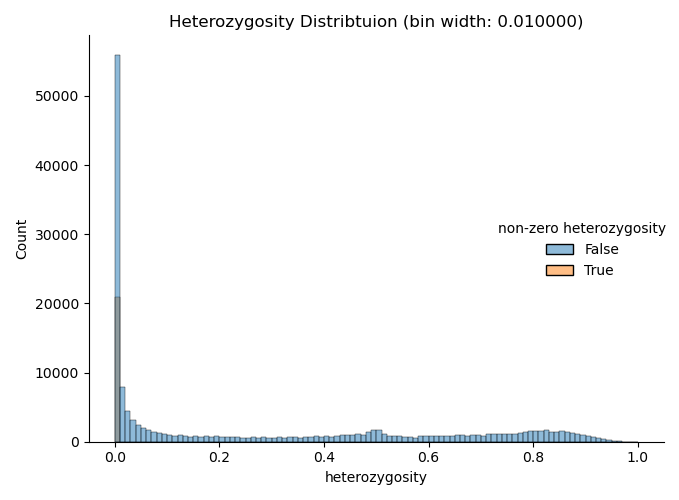 Heterozygosity Distribtuion (bin width: 0.010000)
50000
40000
30000
20000
10000
0
Count
non-zero heterozygosity
False
True
0.0 0.2 0.4 0.6 0.8 1.0
heterozygosity